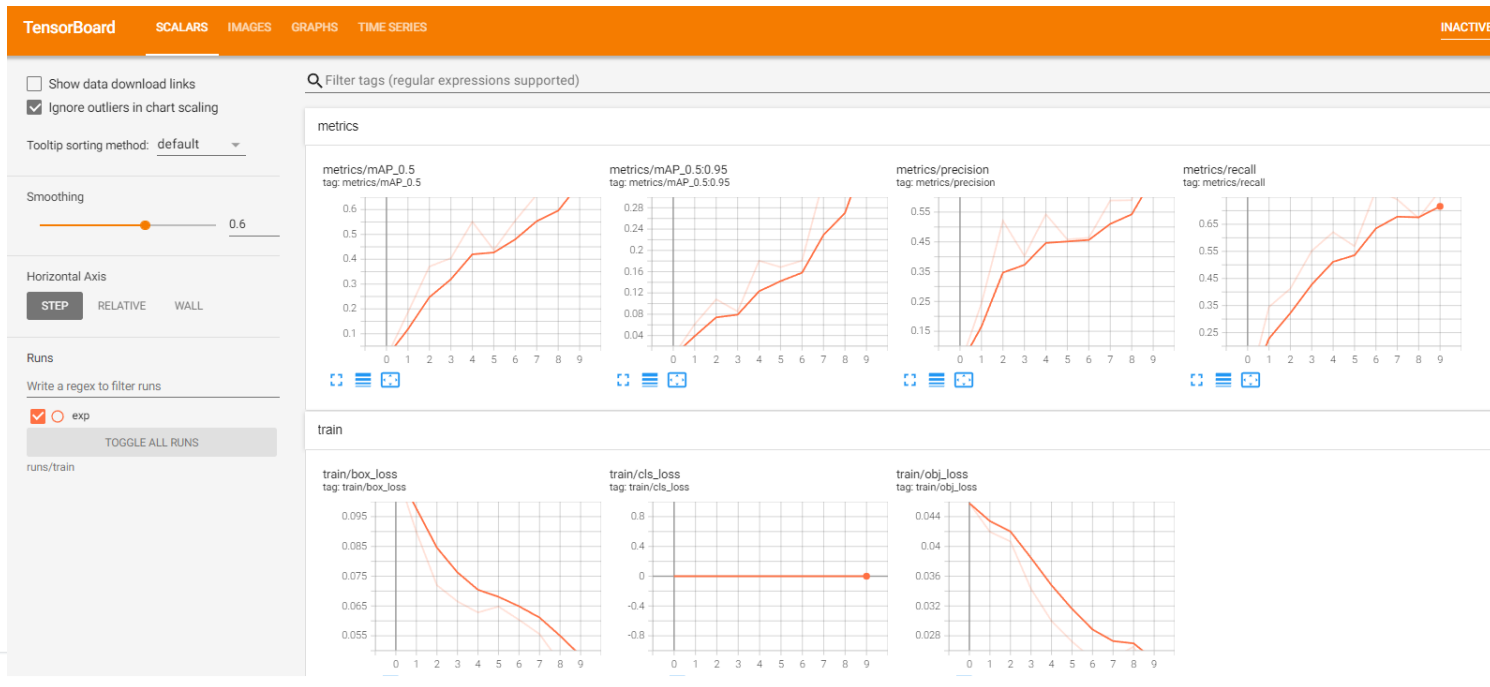 TensorBoard SCALARS IMAGES GRAPHS TIME SERIES INACTIVE
Show data download links
Ignore outliers in chart scaling
Tooltip sorting method: default
Smoothing
0.6
Horizontal Axis
STEP RELATIVE WALL
Runs
Write a regex to filter runs
exp
TOGGLE ALL RUNS
runs/train
Filter tags (regular expressions supported)
metrics
metrics/mAP_0.5
tag: metrics/mAP_0.5
0.6
0.5
0.4
0.3
0.2
0.1
0 1 2 3 4 5 6 7 8 9
metrics/mAP_0.5:0.95
tag: metrics/mAP_0.5:0.95
0.28
0.24
0.2
0.16
0.12
0.08
0.04
0 1 2 3 4 5 6 7 8 9
metrics/precision
tag: metrics/precision
0.55
0.45
0.35
0.25
0.15
0 1 2 3 4 5 6 7 8 9
metrics/recall
tag: metrics/recall
0.65
0.55
0.45
0.35
0.25
0 1 2 3 4 5 6 7 8 9
train
train/box_loss
tag: train/box_loss
0.095
0.085
0.075
0.065
0.055
0 1 2 3 4 5 6 7 8 9
train/cls_loss
tag: train/cls_loss
0.8
0.4
0
-0.4
-0.8
0 1 2 3 4 5 6 7 8 9
train/obj_loss
tag: train/obj_loss
0.044
0.04
0.036
0.032
0.028
0 1 2 3 4 5 6 7 8 9